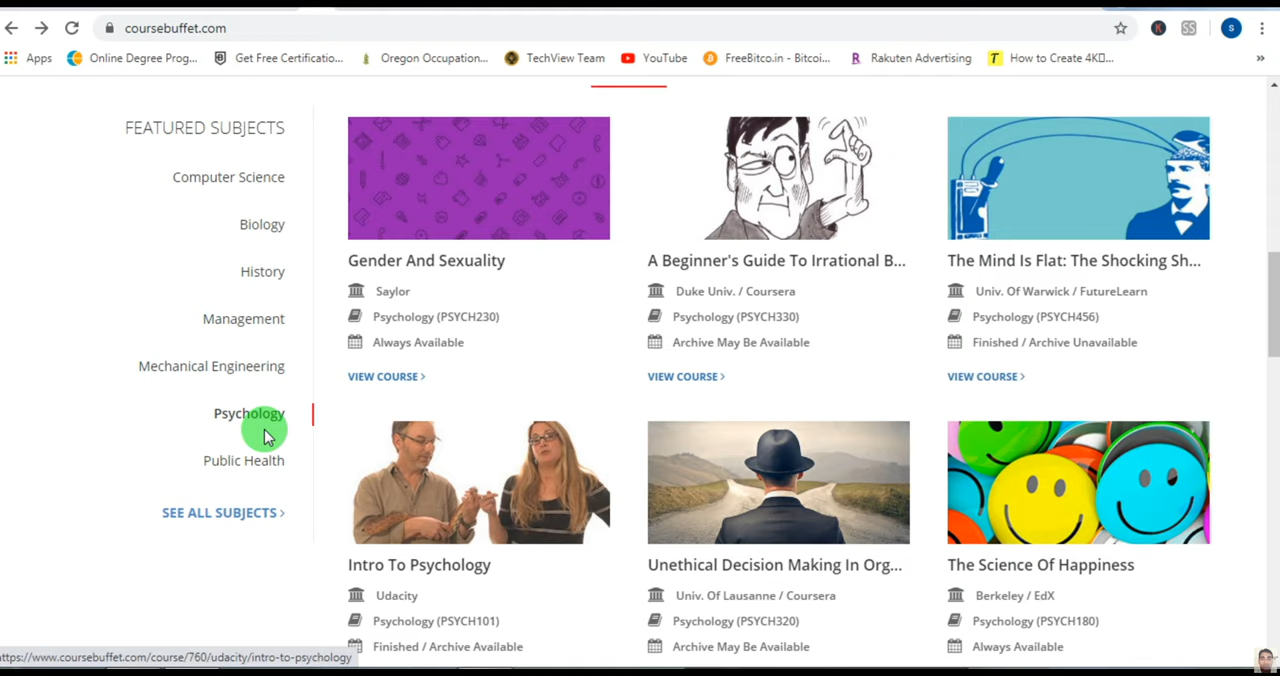 coursebuffet.com
K SS S
Apps Online Degree Prog... Get Free Certificatio... Oregon Occupation... TechView Team YouTube FreeBitco.in - Bitcoi... R Rakuten Advertising T How to Create 4K... »
FEATURED SUBJECTS
Computer Science
Biology
History
Management
Mechanical Engineering
Psychology
Public Health
SEE ALL SUBJECTS >
Gender And Sexuality
Saylor
Psychology (PSYCH230)
Always Available
VIEW COURSE >
A Beginner's Guide To Irrational B...
Duke Univ. / Coursera
Psychology (PSYCH330)
Archive May Be Available
VIEW COURSE >
The Mind Is Flat: The Shocking Sh...
Univ. Of Warwick / FutureLearn
Psychology (PSYCH456)
Finished / Archive Unavailable
VIEW COURSE >
Intro To Psychology
Udacity
Psychology (PSYCH101)
Finished / Archive Available
Unethical Decision Making In Org...
Univ. Of Lausanne / Coursera
Psychology (PSYCH320)
Archive May Be Available
The Science Of Happiness
Berkeley / EdX
Psychology (PSYCH180)
Always Available
https://www.coursebuffet.com/course/760/udacity/intro-to-psychology